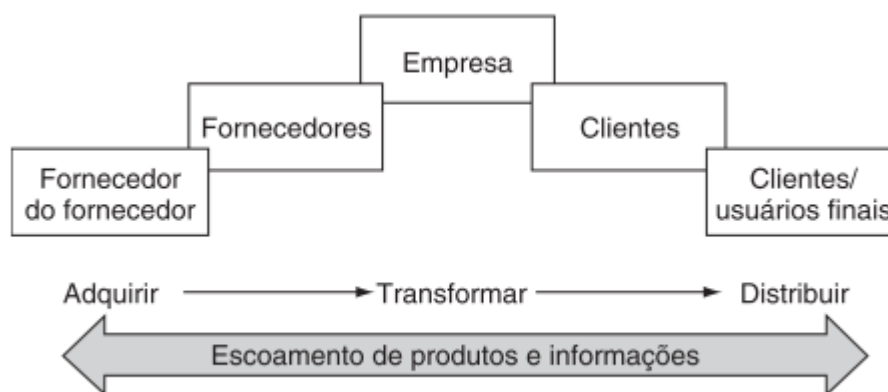 Empresa
Fornecedores
Clientes
Fornecedor
do fornecedor
Clientes/
usuários finais
Adquirir
Transformar
Distribuir
Escoamento de produtos e informações